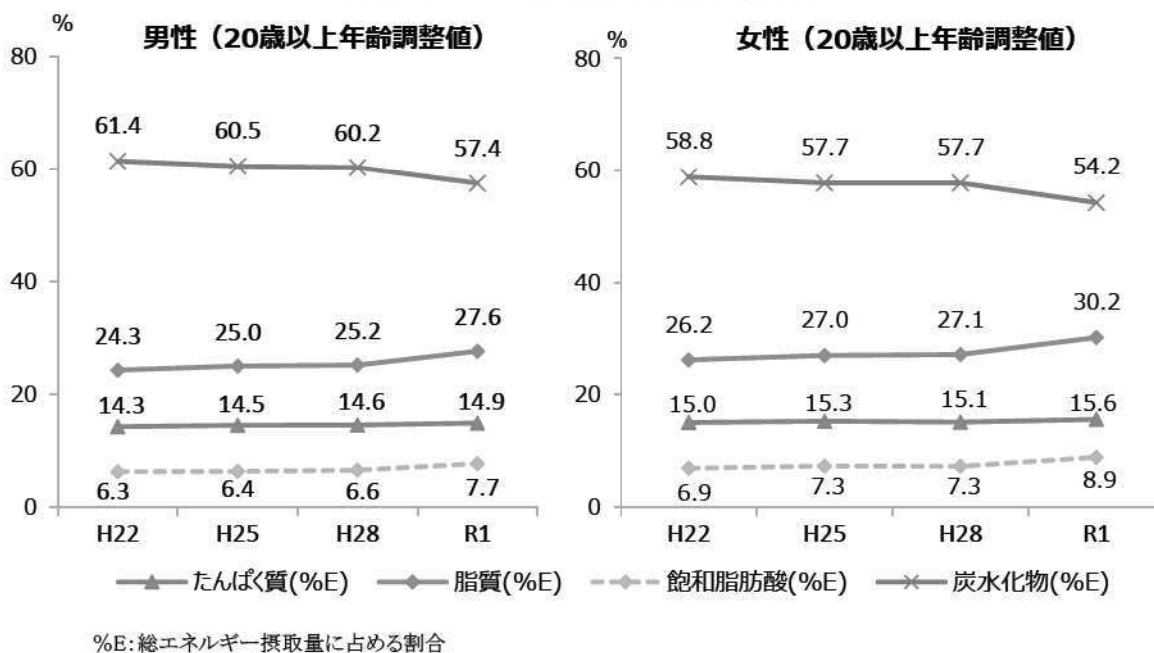 %
男性（20歳以上年齢調整値）
80
60
40
20
0
61.4 60.5 60.2 57.4
24.3 25.0 25.2 27.6
14.3 14.5 14.6 14.9
6.3 6.4 6.6 7.7
H22 H25 H28 R1
%
女性（20歳以上年齢調整値）
80
60
40
20
0
58.8 57.7 57.7 54.2
26.2 27.0 27.1 30.2
15.0 15.3 15.1 15.6
6.9 7.3 7.3 8.9
H22 H25 H28 R1
たんぱく質(%E) 脂質(%E) 飽和脂肪酸(%E) 炭水化物(%E)
%E:総エネルギー摂取量に占める割合